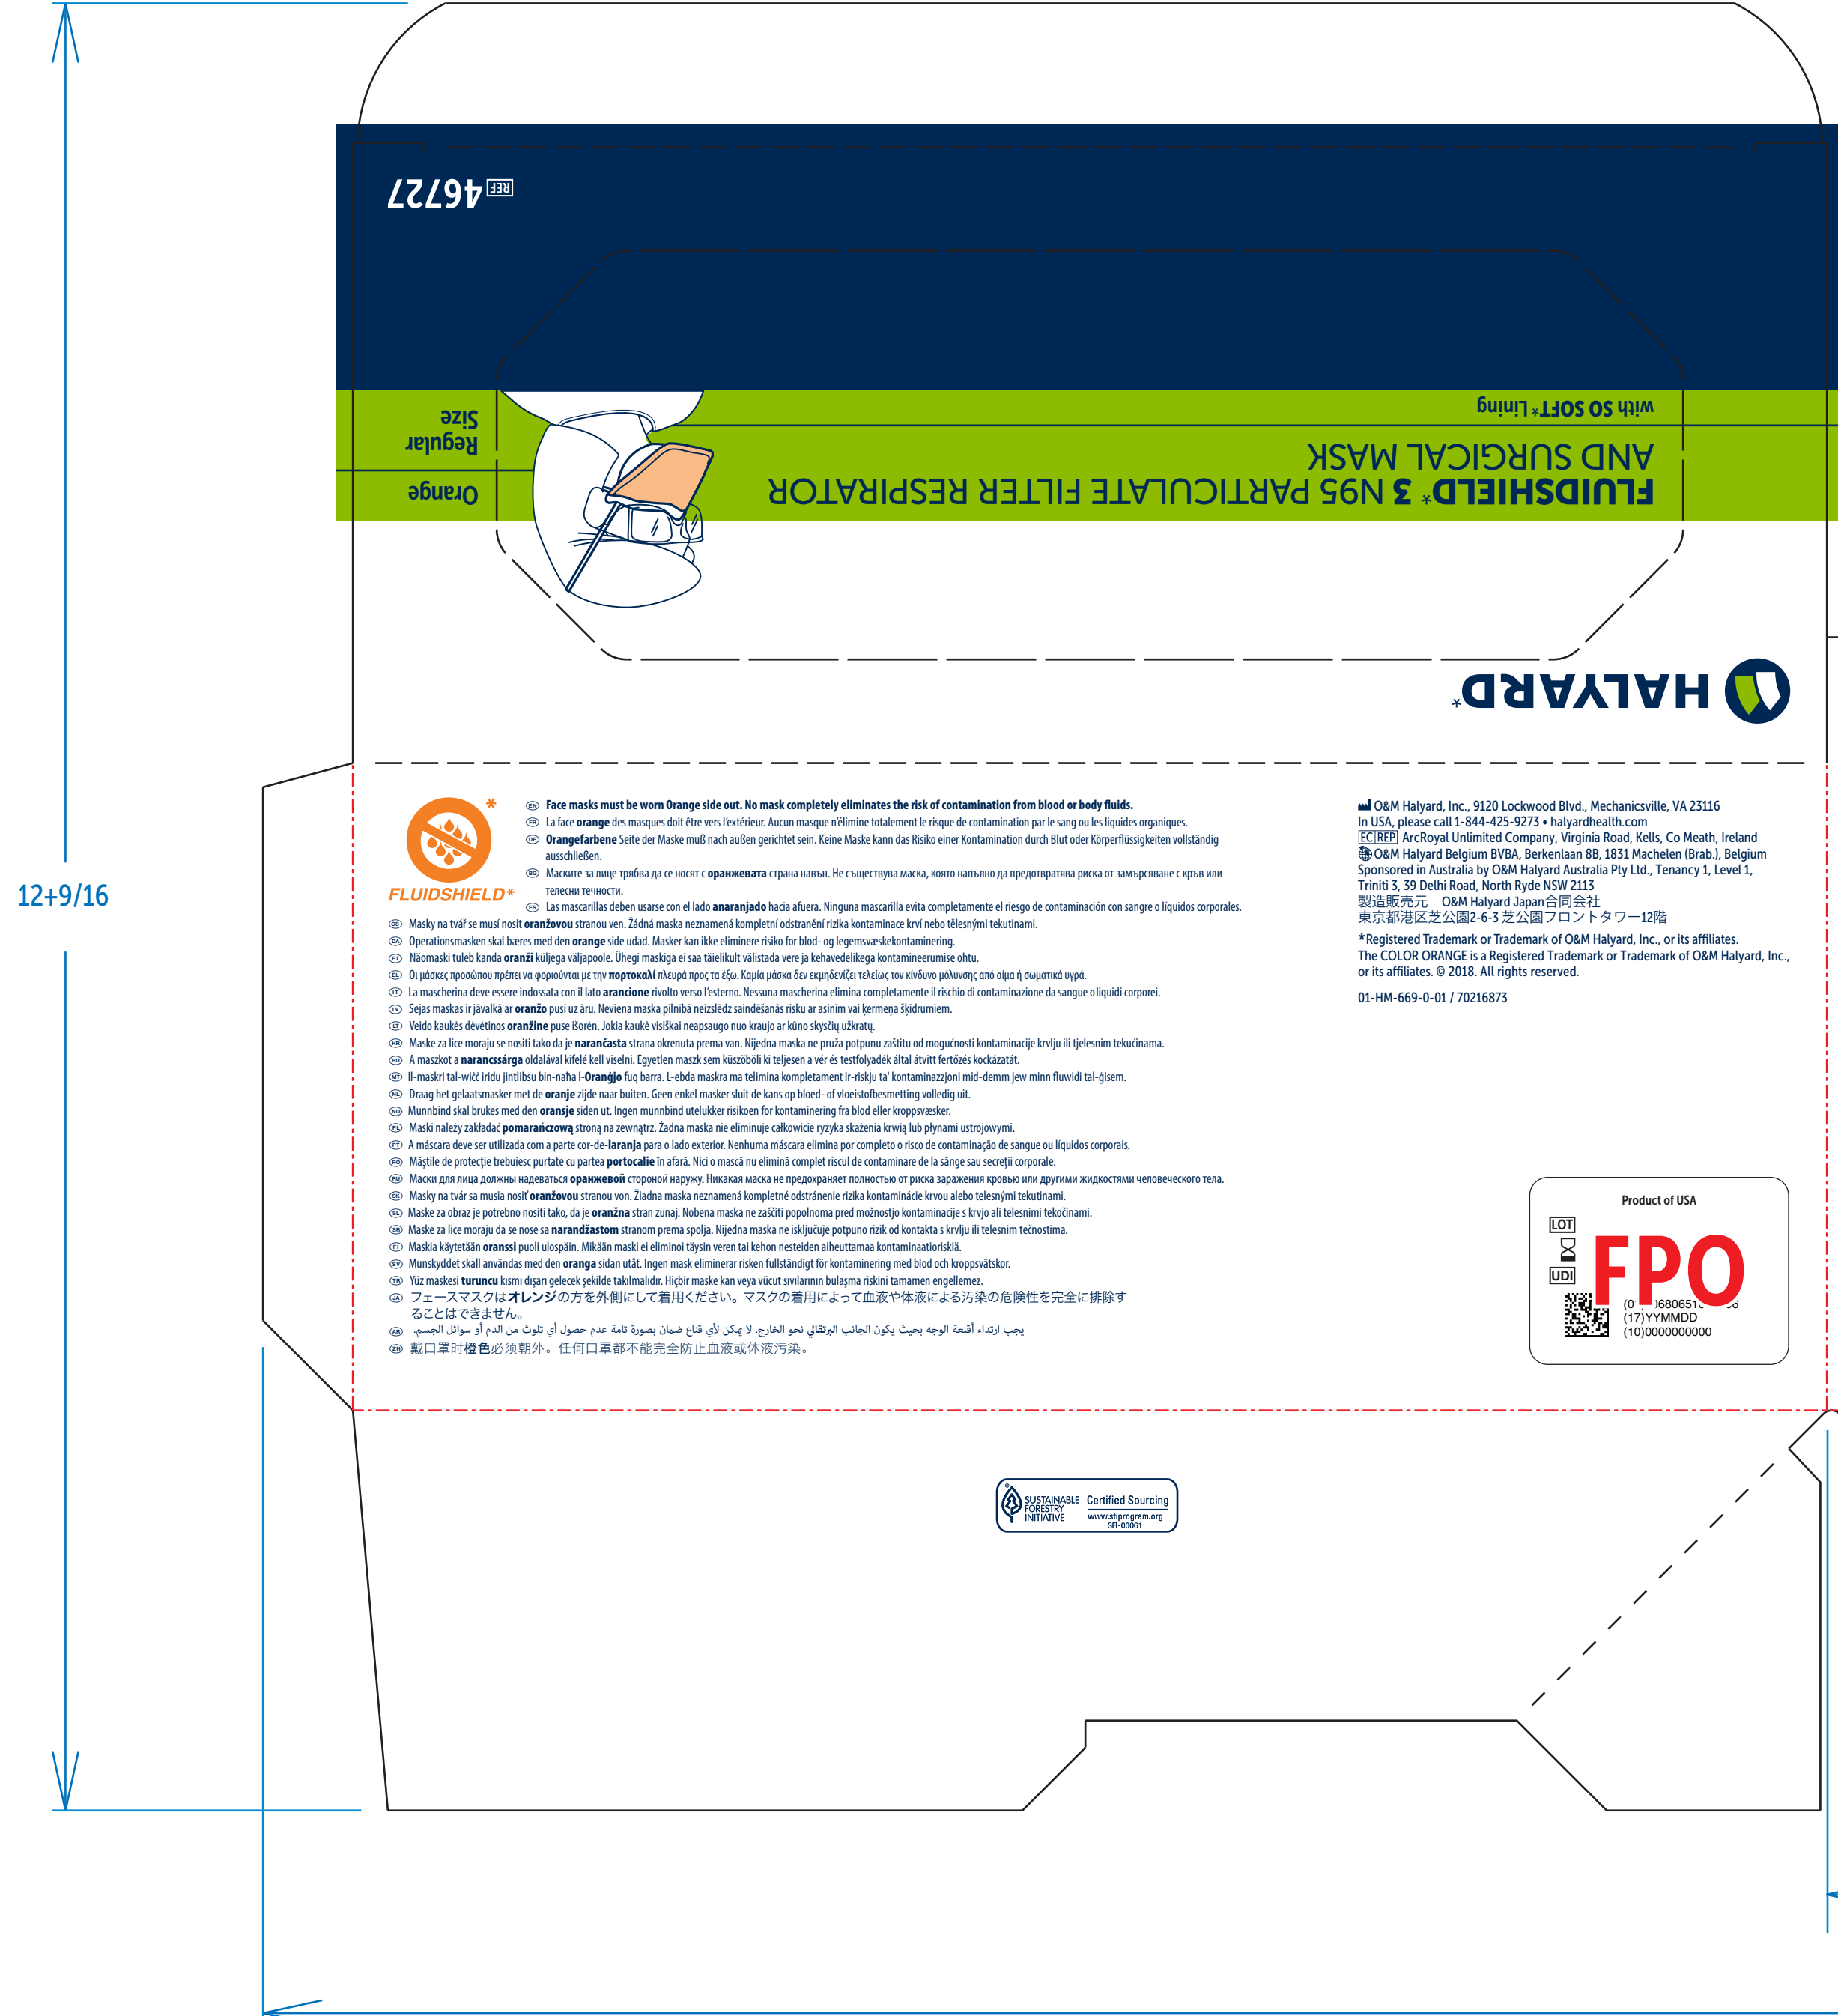 REF 46727
with SO SOFT* Lining
Regular
Size
Orange
FLUIDSHIELD* 3 N95 PARTICULATE FILTER RESPIRATOR
AND SURGICAL MASK
HALYARD*
12+9/16
*
FLUIDSHIELD*
EN Face masks must be worn Orange side out. No mask completely eliminates the risk of contamination from blood or body fluids.
FR La face orange des masques doit être vers l'extérieur. Aucun masque n'élimine totalement le risque de contamination par le sang ou les liquides organiques.
DE Orangefarbene Seite der Maske muß nach außen gerichtet sein. Keine Maske kann das Risiko einer Kontamination durch Blut oder Körperflüssigkeiten vollständig
ausschließen.
BG Маските за лице трябва да се носят с оранжевата страна навън. Не съществува маска, която напълно да предотвратява риска от замърсяване с кръв или
телесни течности.
ES Las mascarillas deben usarse con el lado anaranjado hacia afuera. Ninguna mascarilla evita completamente el riesgo de contaminación con sangre o líquidos corporales.
CS Masky na tvář se musí nosit oranžovou stranou ven. Žádná maska neznamená kompletní odstranění rizika kontaminace krví nebo tělesnými tekutinami.
DA Operationsmasken skal bæres med den orange side udad. Masker kan ikke eliminere risiko for blod- og legemsvæskekontaminering.
ET Näomaski tuleb kanda oranži küljega väljapoole. Ühegi maskiga ei saa täielikult välistada vere ja kehavedelikega kontamineerumise ohtu.
EL Οι μάσκες προσώπου πρέπει να φοριούνται με την πορτοκαλί πλευρά προς τα έξω. Καμία μάσκα δεν εκμηδενίζει τελείως τον κίνδυνο μόλυνσης από αίμα ή σωματικά υγρά.
IT La mascherina deve essere indossata con il lato arancione rivolto verso l'esterno. Nessuna mascherina elimina completamente il rischio di contaminazione da sangue o liquidi corporei.
LV Sejas maskas ir jāvalkā ar oranžo pusi uz āru. Neviena maska pilnībā neizslēdz saindēšanās risku ar asinīm vai ķermeņa šķidrumiem.
LT Veido kaukės dėvėtinos oranžine puse išorėn. Jokia kaukė visiškai neapsaugo nuo kraujo ar kūno skysčių užkratų.
HR Maske za lice moraju se nositi tako da je narančasta strana okrenuta prema van. Nijedna maska ne pruža potpunu zaštitu od mogućnosti kontaminacije krvlju ili tjelesnim tekućinama.
HU A maszkot a narancssárga oldalával kifelé kell viselni. Egyetlen maszk sem küszöböli ki teljesen a vér és testfolyadék által átvitt fertőzés kockázatát.
MT Il-maskri tal-wiċċ iridu jintlibsu bin-naħa l-Oranġjo fuq barra. L-ebda maskra ma telimina kompletament ir-riskju ta' kontaminazzjoni mid-demm jew minn fluwidi tal-ġisem.
NL Draag het gelaatsmasker met de oranje zijde naar buiten. Geen enkel masker sluit de kans op bloed- of vloeistofbesmetting volledig uit.
NO Munnbind skal brukes med den oransje siden ut. Ingen munnbind utelukker risikoen for kontaminering fra blod eller kroppsvæsker.
PL Maski należy zakładać pomarańczową stroną na zewnątrz. Żadna maska nie eliminuje całkowicie ryzyka skażenia krwią lub płynami ustrojowymi.
PT A máscara deve ser utilizada com a parte cor-de-laranja para o lado exterior. Nenhuma máscara elimina por completo o risco de contaminação de sangue ou líquidos corporais.
RO Măștile de protecție trebuiesc purtate cu partea portocalie în afară. Nici o mască nu elimină complet riscul de contaminare de la sânge sau secreții corporale.
RU Маски для лица должны надеваться оранжевой стороной наружу. Никакая маска не предохраняет полностью от риска заражения кровью или другими жидкостями человеческого тела.
SK Masky na tvár sa musia nosiť oranžovou stranou von. Žiadna maska neznamená kompletné odstránenie rizika kontaminácie krvou alebo telesnými tekutinami.
SL Maske za obraz je potrebno nositi tako, da je oranžna stran zunaj. Nobena maska ne zaščiti popolnoma pred možnostjo kontaminacije s krvjo ali telesnimi tekočinami.
SR Maske za lice moraju da se nose sa narandžastom stranom prema spolja. Nijedna maska ne isključuje potpuno rizik od kontakta s krvlju ili telesnim tečnostima.
FI Maskia käytetään oranssi puoli ulospäin. Mikään maski ei eliminoi täysin veren tai kehon nesteiden aiheuttamaa kontaminaatioriskiä.
SV Munskyddet skall användas med den oranga sidan utåt. Ingen mask eliminerar risken fullständigt för kontaminering med blod och kroppsvätskor.
TR Yüz maskesi turuncu kısmı dışarı gelecek şekilde takılmalıdır. Hiçbir maske kan veya vücut sıvılarının bulaşma riskini tamamen engellemez.
JA フェースマスクはオレンジの方を外側にして着用ください。マスクの着用によって血液や体液による汚染の危険性を完全に排除す
ることはできません。
AR يجب ارتداء أقنعة الوجه بحيث يكون الجانب البرتقالي نحو الخارج. لا يمكن لأي قناع ضمان بصورة تامة عدم حصول أي تلوث من الدم أو سوائل الجسم.
ZH 戴口罩时橙色必须朝外。任何口罩都不能完全防止血液或体液污染。
O&M Halyard, Inc., 9120 Lockwood Blvd., Mechanicsville, VA 23116
In USA, please call 1-844-425-9273 • halyardhealth.com
EC REP ArcRoyal Unlimited Company, Virginia Road, Kells, Co Meath, Ireland
O&M Halyard Belgium BVBA, Berkenlaan 8B, 1831 Machelen (Brab.), Belgium
Sponsored in Australia by O&M Halyard Australia Pty Ltd., Tenancy 1, Level 1,
Triniti 3, 39 Delhi Road, North Ryde NSW 2113
製造販売元 O&M Halyard Japan合同会社
東京都港区芝公園2-6-3 芝公園フロントタワー12階
*Registered Trademark or Trademark of O&M Halyard, Inc., or its affiliates.
The COLOR ORANGE is a Registered Trademark or Trademark of O&M Halyard, Inc.,
or its affiliates. © 2018. All rights reserved.
01-HM-669-0-01 / 70216873
Product of USA
LOT
UDI
FPO
(17)YYMMDD
(10)0000000000
SUSTAINABLE
FORESTRY
INITIATIVE
Certified Sourcing
www.sfiprogram.org
SFI-00061